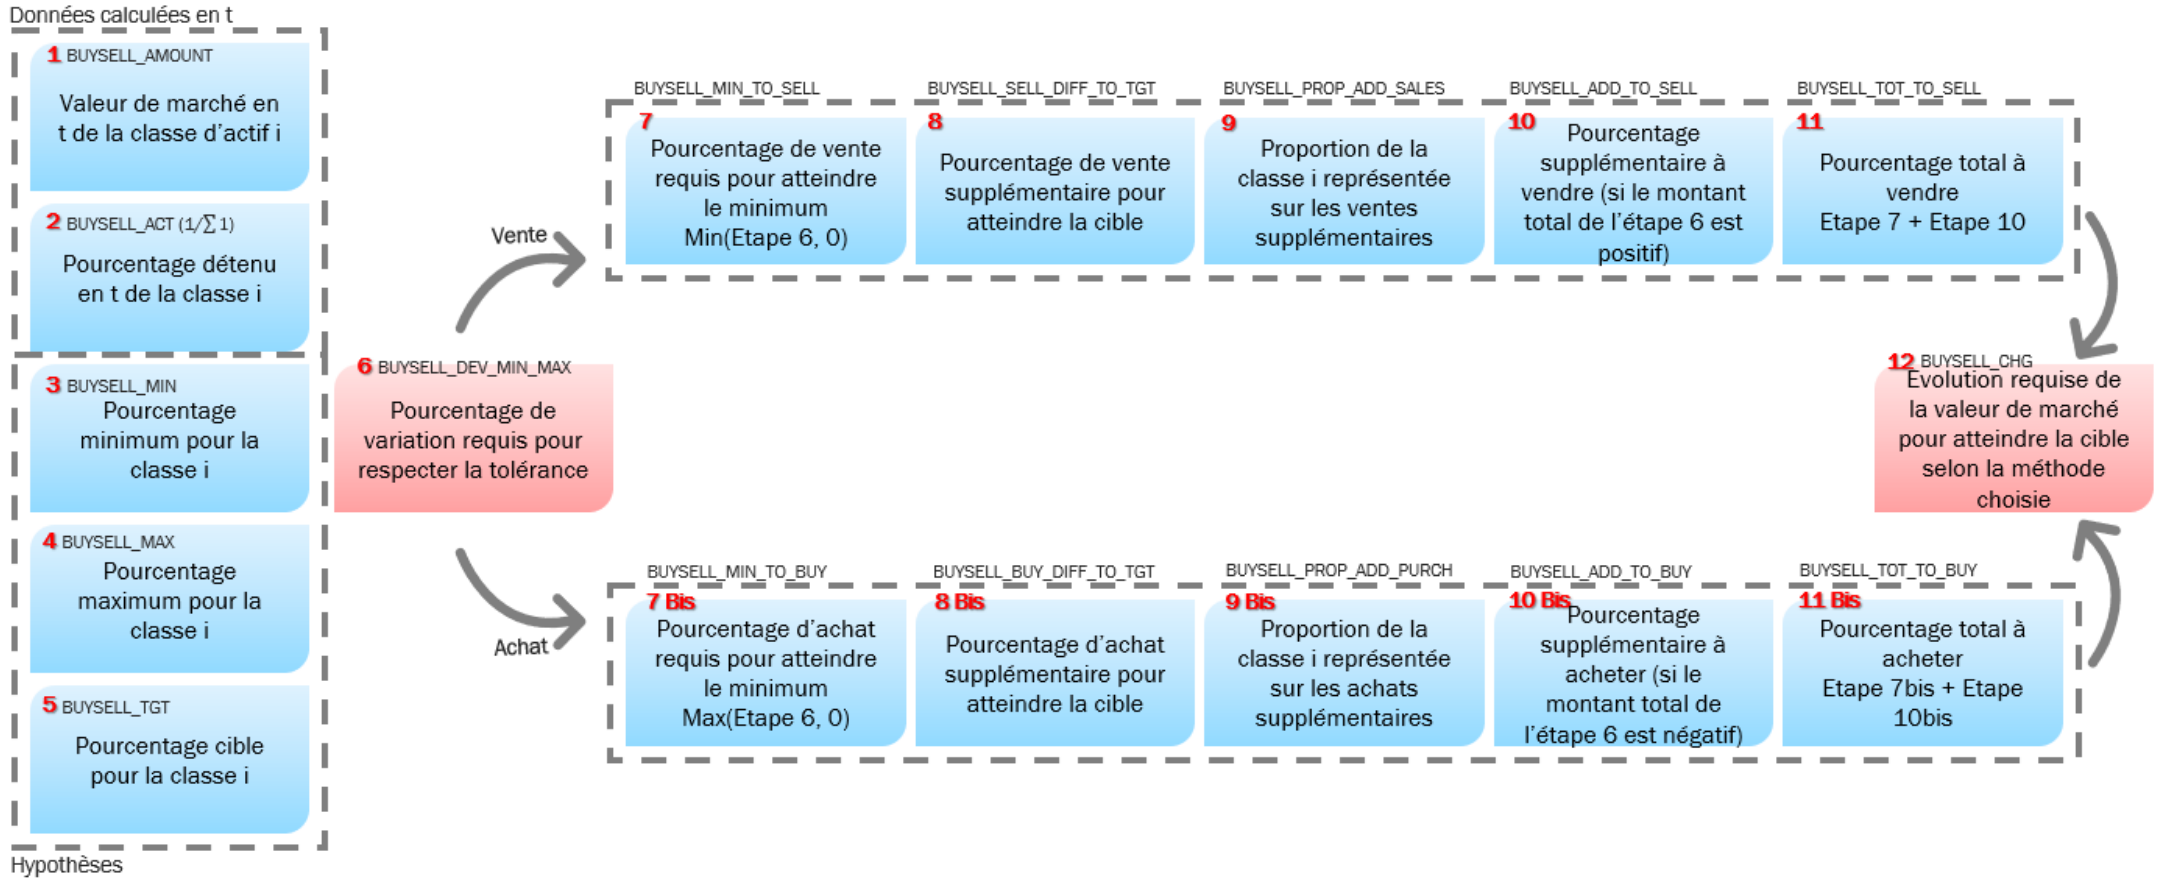 Données calculées en t
1 BUYSELL_AMOUNT
Valeur de marché en
t de la classe d'actif i
2 BUYSELL_ACT (1/∑ 1)
Pourcentage détenu
en t de la classe i
3 BUYSELL_MIN
Pourcentage
minimum pour la
classe i
4 BUYSELL_MAX
Pourcentage
maximum pour la
classe i
5 BUYSELL_TGT
Pourcentage cible
pour la classe i
Hypothèses
6 BUYSELL_DEV_MIN_MAX
Pourcentage de
variation requis pour
respecter la tolérance
Vente
BUYSELL_MIN_TO_SELL
7
Pourcentage de vente
requis pour atteindre
le minimum
Min(Etape 6, 0)
BUYSELL_SELL_DIFF_TO_TGT
8
Pourcentage de vente
supplémentaire pour
atteindre la cible
BUYSELL_PROP_ADD_SALES
9
Proportion de la
classe i représentée
sur les ventes
supplémentaires
BUYSELL_ADD_TO_SELL
10
Pourcentage
supplémentaire à
vendre (si le montant
total de l'étape 6 est
positif)
BUYSELL_TOT_TO_SELL
11
Pourcentage total à
vendre
Etape 7 + Etape 10
Achat
BUYSELL_MIN_TO_BUY
7 Bis
Pourcentage d'achat
requis pour atteindre
le minimum
Max(Etape 6, 0)
BUYSELL_BUY_DIFF_TO_TGT
8 Bis
Pourcentage d'achat
supplémentaire pour
atteindre la cible
BUYSELL_PROP_ADD_PURCH
9 Bis
Proportion de la
classe i représentée
sur les achats
supplémentaires
BUYSELL_ADD_TO_BUY
10 Bis
Pourcentage
supplémentaire à
acheter (si le
montant total de
l'étape 6 est négatif)
BUYSELL_TOT_TO_BUY
11 Bis
Pourcentage total à
acheter
Etape 7bis + Etape
10bis
12 BUYSELL_CHG
Evolution requise de
la valeur de marché
pour atteindre la cible
selon la méthode
choisie